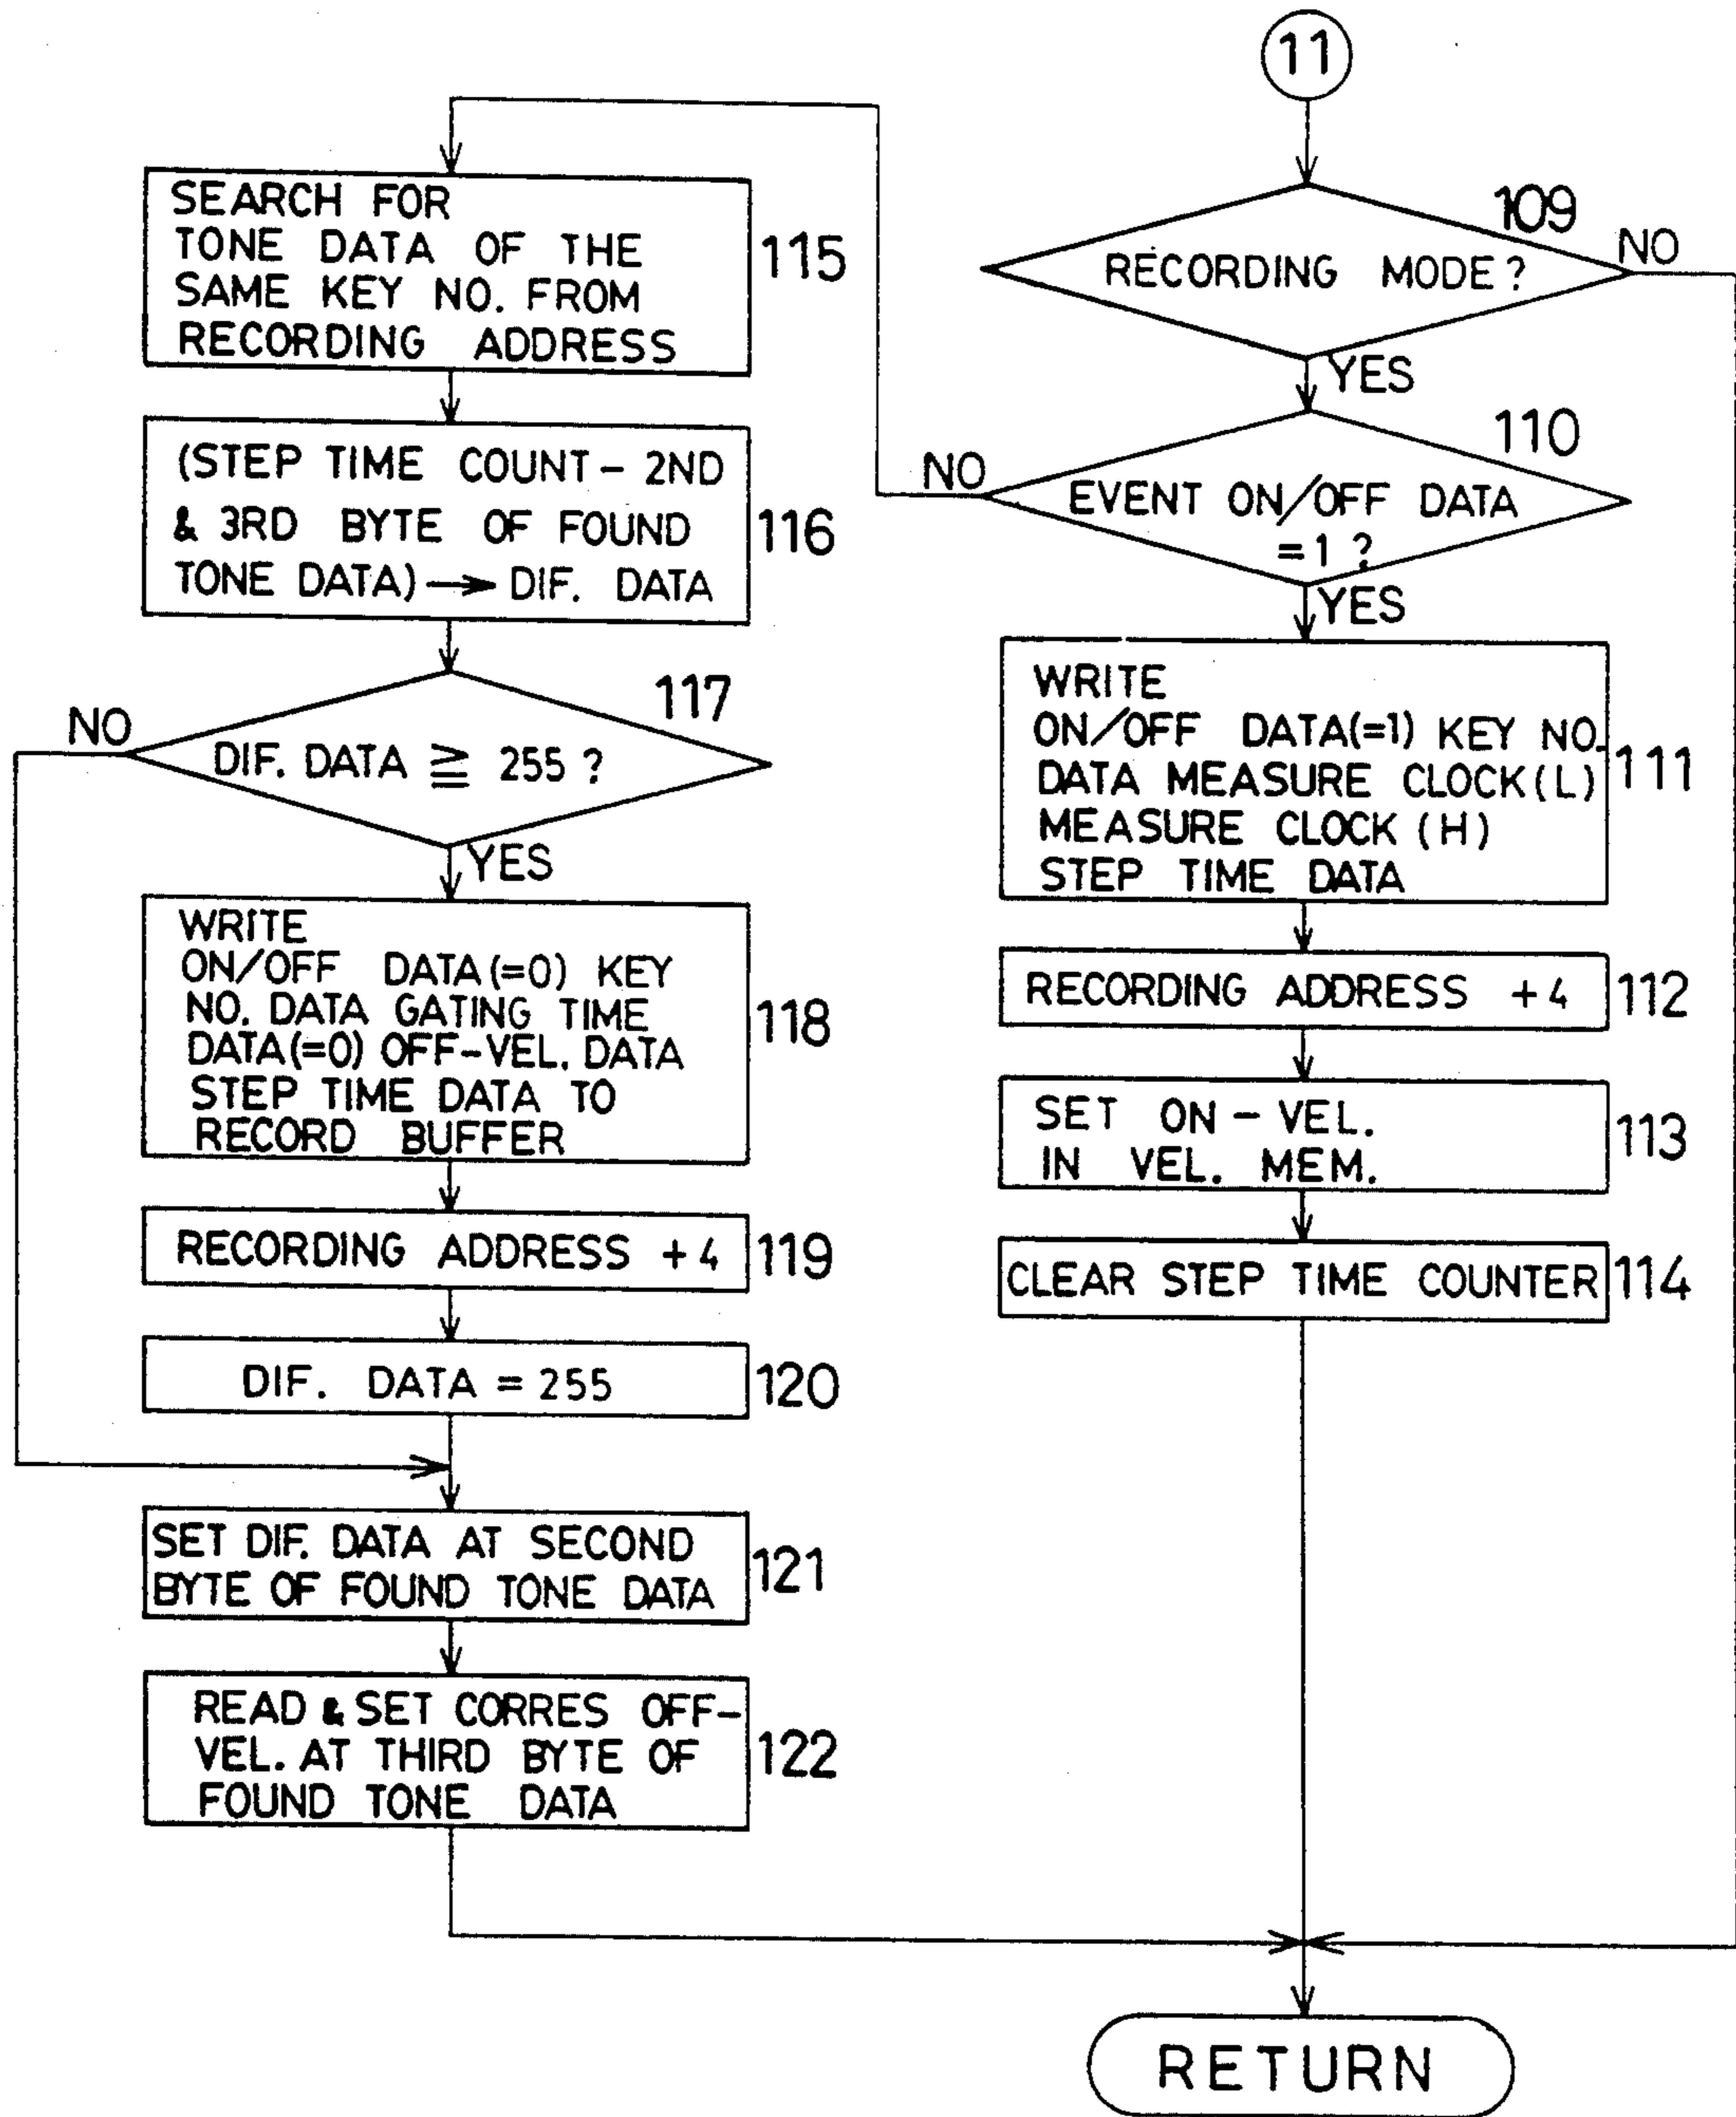 11
109
RECORDING MODE?
NO
YES
110
EVENT ON/OFF DATA
=1 ?
NO
YES
WRITE
ON/OFF DATA(=1) KEY NO.
DATA MEASURE CLOCK(L)
MEASURE CLOCK (H)
STEP TIME DATA
111
RECORDING ADDRESS +4
112
SET ON-VEL.
IN VEL. MEM.
113
CLEAR STEP TIME COUNTER
114
SEARCH FOR
TONE DATA OF THE
SAME KEY NO. FROM
RECORDING ADDRESS
115
(STEP TIME COUNT - 2ND
& 3RD BYTE OF FOUND
TONE DATA) → DIF. DATA
116
117
DIF. DATA ≧ 255 ?
NO
YES
WRITE
ON/OFF DATA(=0) KEY
NO. DATA GATING TIME
DATA(=0) OFF-VEL. DATA
STEP TIME DATA TO
RECORD BUFFER
118
RECORDING ADDRESS +4
119
DIF. DATA = 255
120
SET DIF. DATA AT SECOND
BYTE OF FOUND TONE DATA
121
READ & SET CORRES OFF-
VEL. AT THIRD BYTE OF
FOUND TONE DATA
122
RETURN